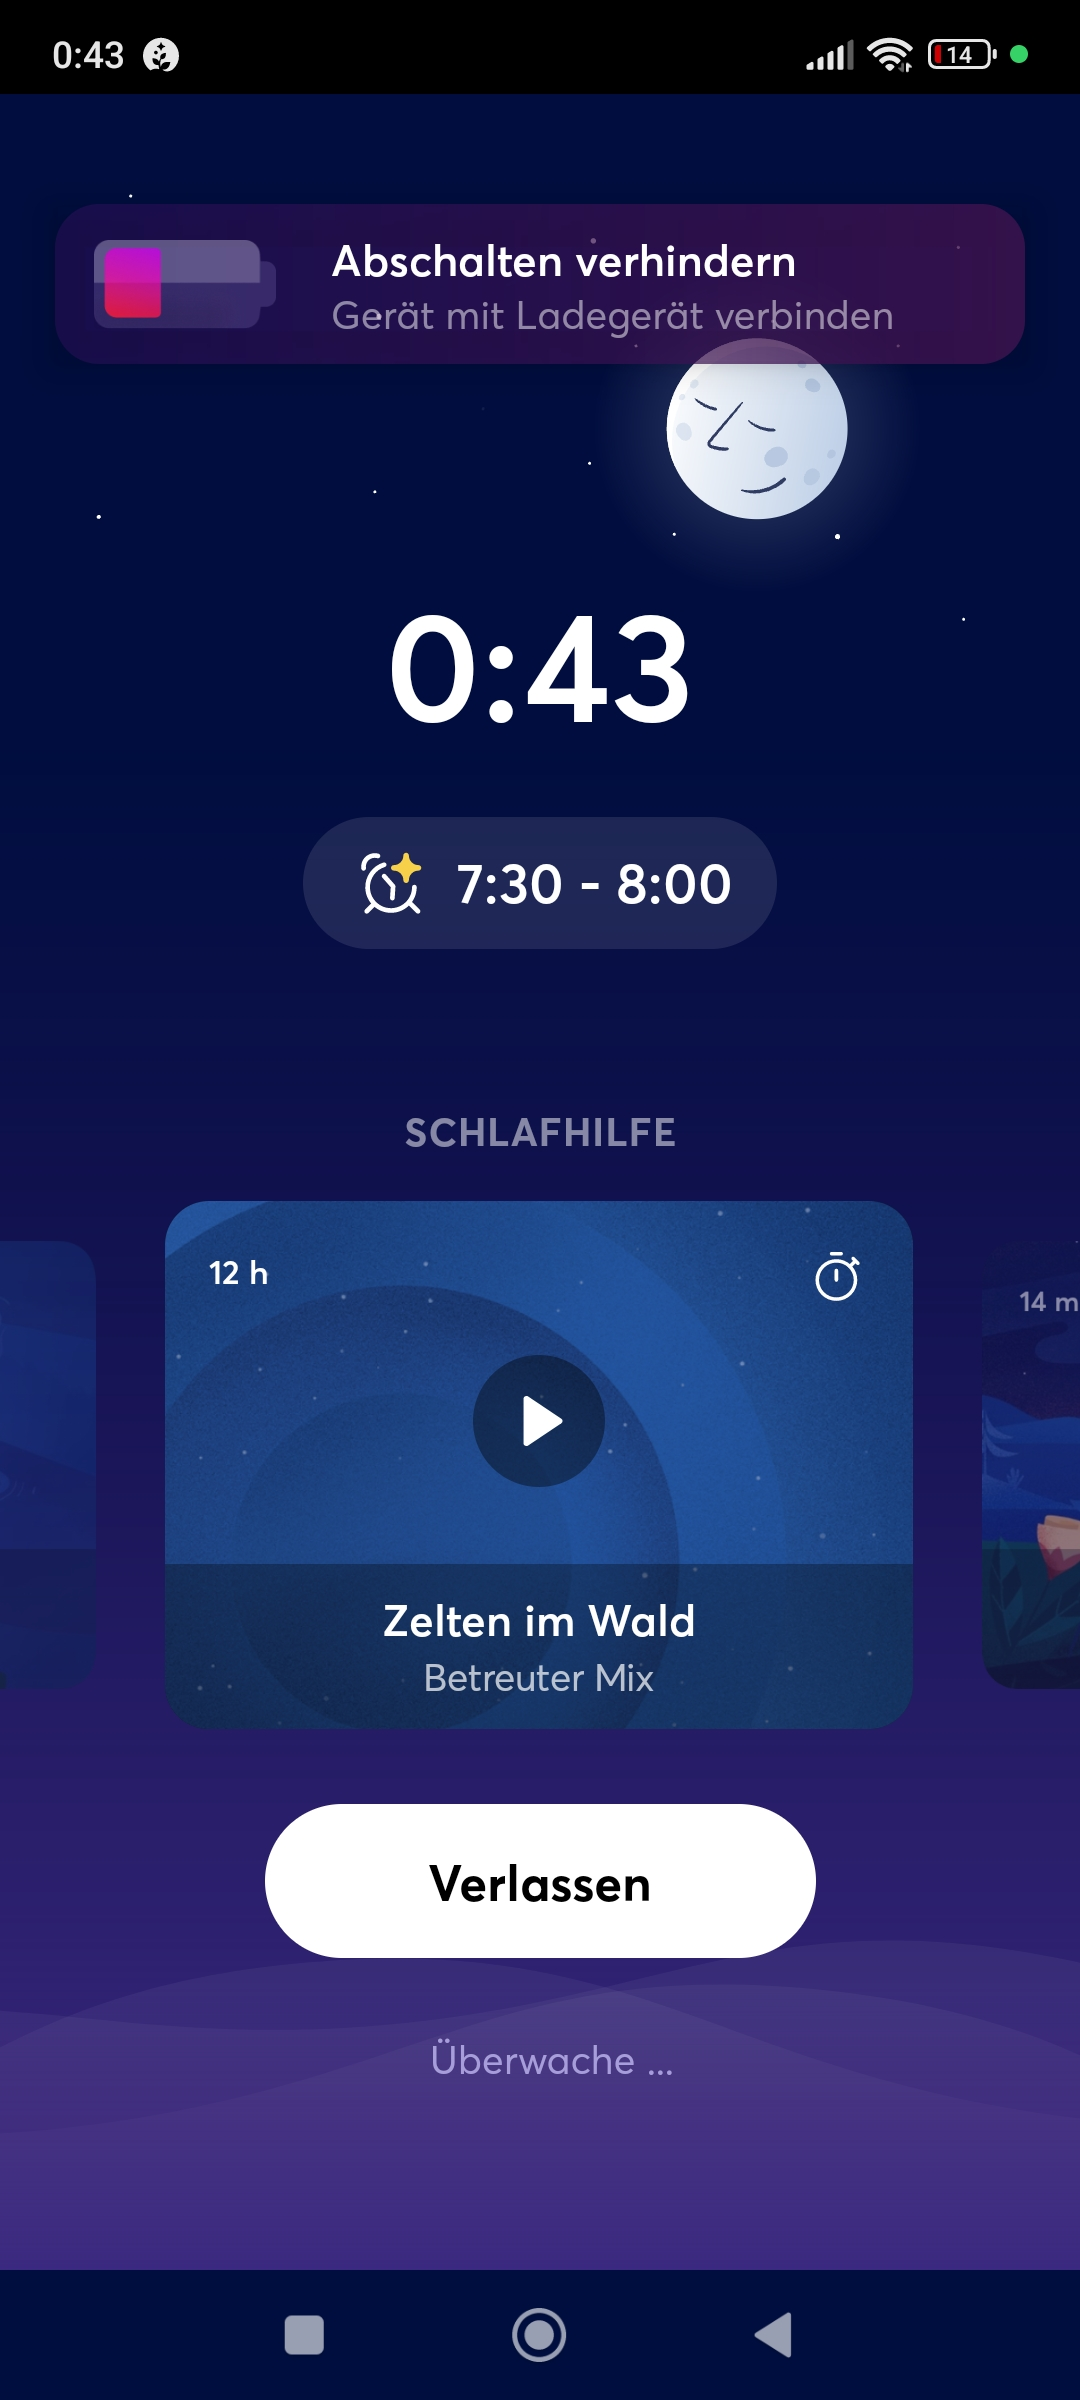 0:43
14
Abschalten verhindern
Gerät mit Ladegerät verbinden
0:43
7:30 - 8:00
SCHLAFHILFE
12 h
14 m
Zelten im Wald
Betreuter Mix
Verlassen
Überwache ...